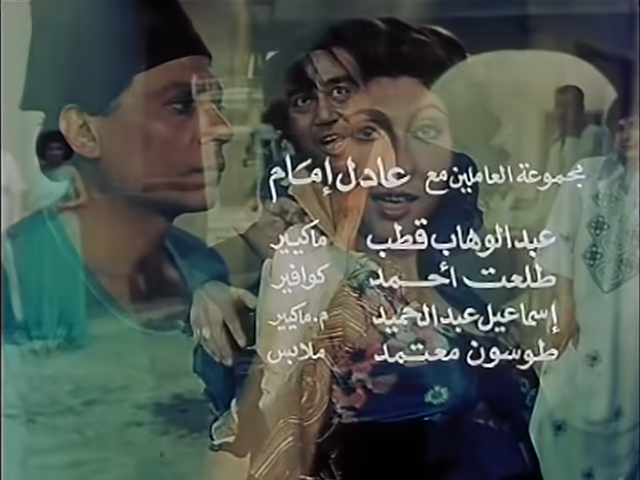 مجموعة العاملين مع عادل إمام
عبد الوهاب قطب ماكيير
طلعت أحمد كوافير
إسماعيل عبد الحميد م. ماكيير
طوسون معتمد ملابس